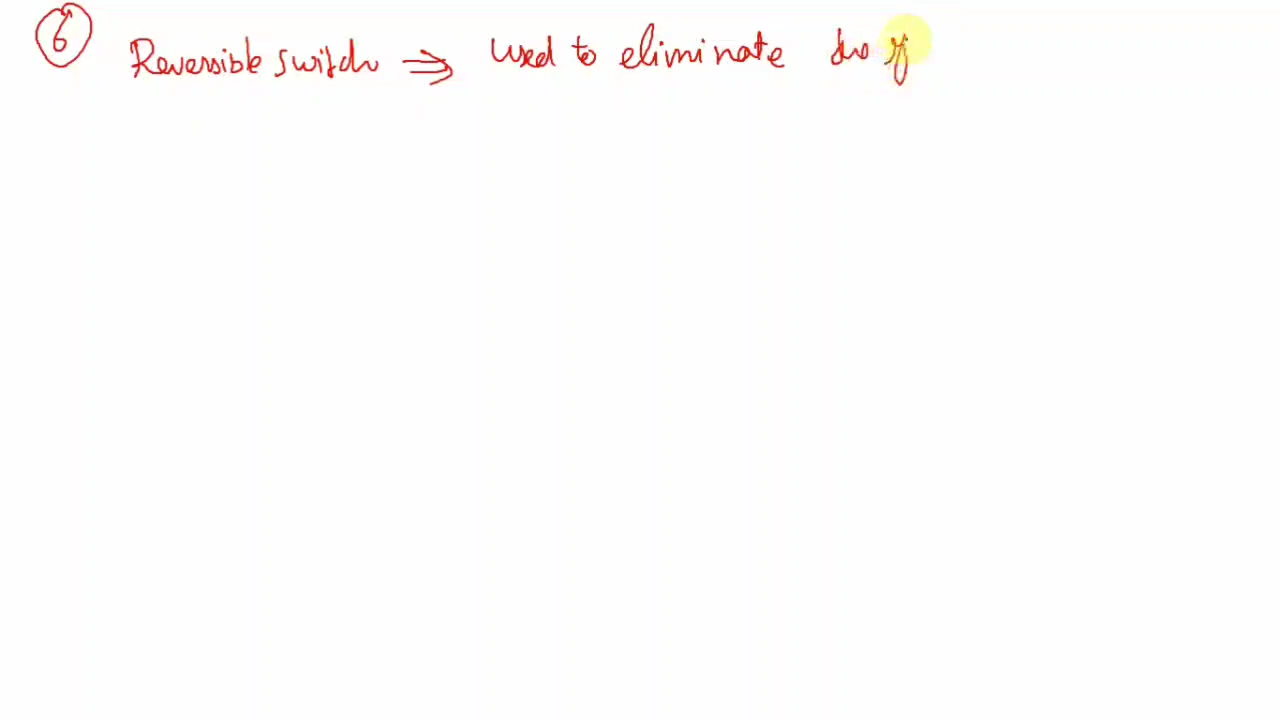 6 Reversible switch ⇒ used to eliminate